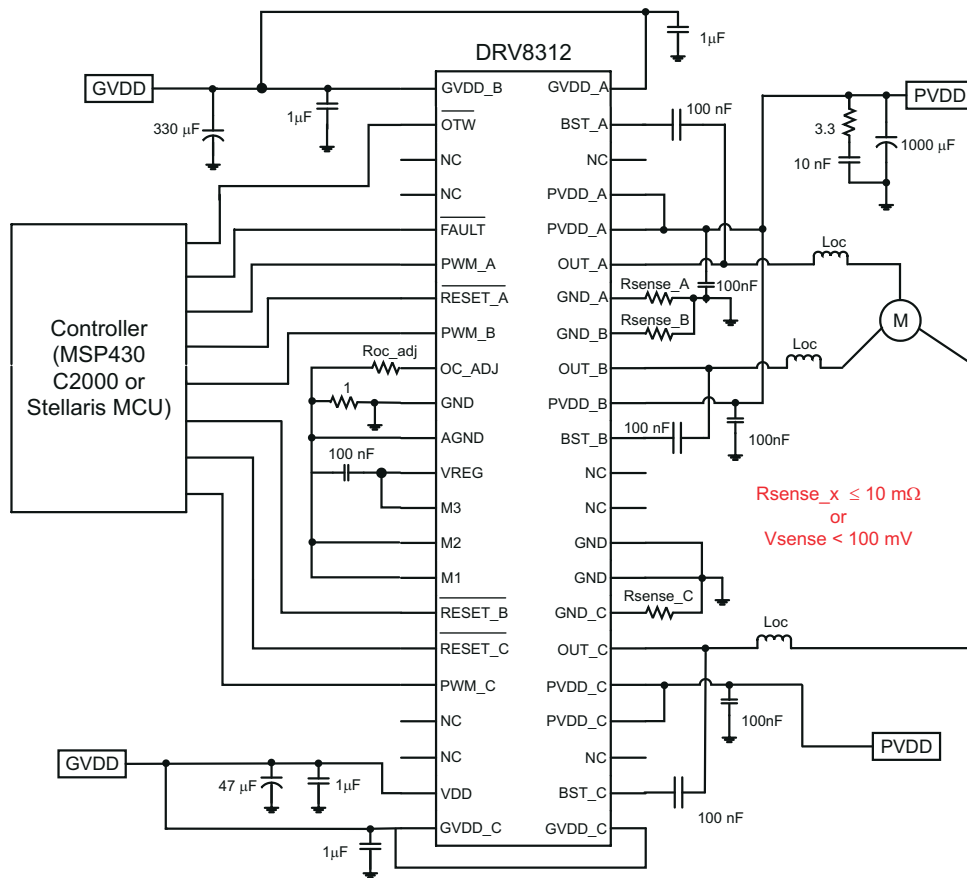 DRV8312
GVDD
330 μF
1μF
1μF
GVDD_B
OTW
NC
NC
FAULT
PWM_A
RESET_A
PWM_B
OC_ADJ
GND
AGND
VREG
M3
M2
M1
RESET_B
RESET_C
PWM_C
NC
NC
VDD
GVDD_C
GVDD_A
BST_A
NC
PVDD_A
PVDD_A
OUT_A
GND_A
GND_B
OUT_B
PVDD_B
BST_B
NC
NC
GND
GND
GND_C
OUT_C
PVDD_C
PVDD_C
NC
BST_C
GVDD_C
Controller
(MSP430
C2000 or
Stellaris MCU)
Roc_adj
1
100 nF
GVDD
47 μF
1μF
1μF
100 nF
PVDD
3.3
10 nF
1000 μF
Loc
Rsense_A
100nF
Rsense_B
M
Loc
100 nF
100nF
Rsense_x ≤ 10 mΩ
or
Vsense < 100 mV
Rsense_C
Loc
100nF
PVDD
100 nF